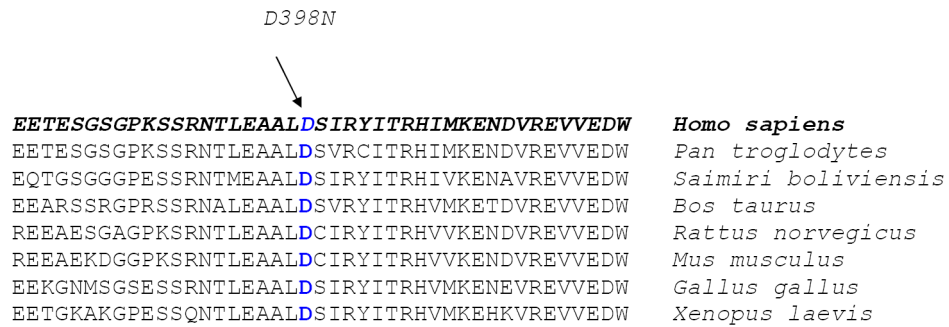 D398N
EETESGSGPKSSRNTLEAALDSIRYITRHIMKENDVREVVEDW Homo sapiens
EETESGSGPKSSRNTLEAALDSVRCITRHIMKENDVREVVEDW Pan troglodytes
EQTGSGGGPESSRNTMEAALDSIRYITRHIVKENAVREVVEDW Saimiri boliviensis
EEARSSRGPRSSRNALEAALDSVRYITRHVMKETDVREVVEDW Bos taurus
REEAESGAGPKSRNTLEAALDCIRYITRHVVKENDVREVVEDW Rattus norvegicus
REEAEKDGGPKSRNTLEAALDCIRYITRHVVKENDVREVVEDW Mus musculus
EEKGNMSGSESSRNTLEAALDSIRYITRHVMKENEVREVVEDW Gallus gallus
EETGKAKGPESSQNTLEAALDSIRYITRHVMKEHKVREVVEDW Xenopus laevis